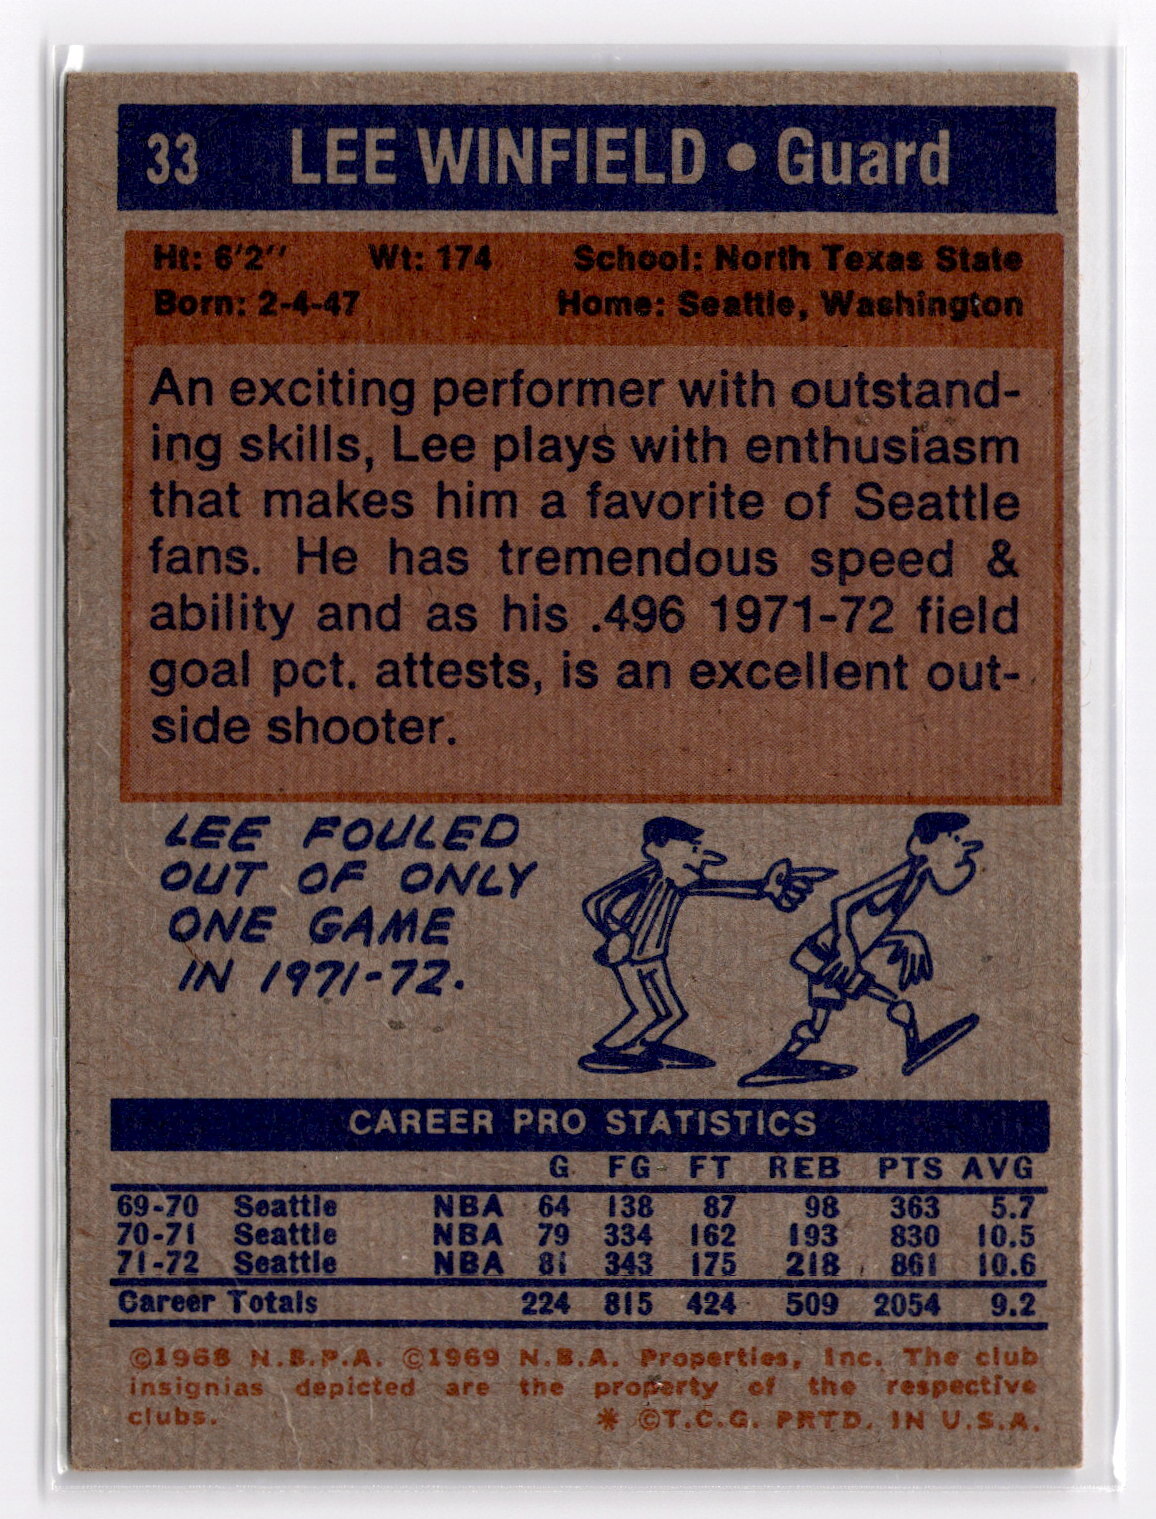 33 LEE WINFIELD • Guard
Ht: 6'2'' Wt: 174 School: North Texas State
Born: 2-4-47 Home: Seattle, Washington
An exciting performer with outstand-
ing skills, Lee plays with enthusiasm
that makes him a favorite of Seattle
fans. He has tremendous speed &
ability and as his .496 1971-72 field
goal pct. attests, is an excellent out-
side shooter.
LEE FOULED
OUT OF ONLY
ONE GAME
IN 1971-72.
CAREER PRO STATISTICS
G FG FT REB PTS AVG
69-70 Seattle NBA 64 138 87 98 363 5.7
70-71 Seattle NBA 79 334 162 193 830 10.5
71-72 Seattle NBA 81 343 175 218 861 10.6
Career Totals 224 815 424 509 2054 9.2
©1968 N.B.P.A. ©1969 N.B.A. Properties, Inc. The club
insignias depicted are the property of the respective
clubs. * ©T.C.G. PRTD. IN U.S.A.